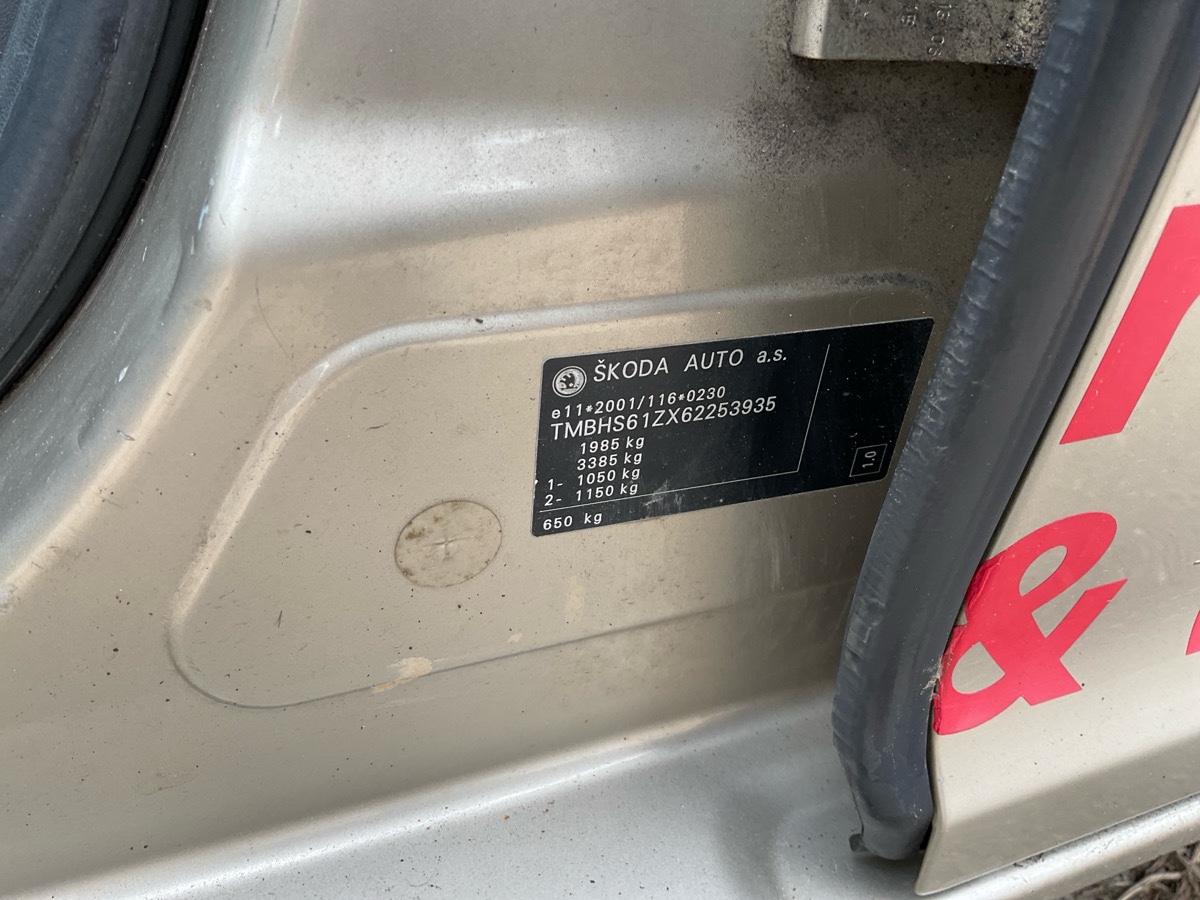 ŠKODA AUTO a.s.
e11*2001/116*0230
TMBHS61ZX62253935
1985 kg
3385 kg
1- 1050 kg
2- 1150 kg
1.0
650 kg
&